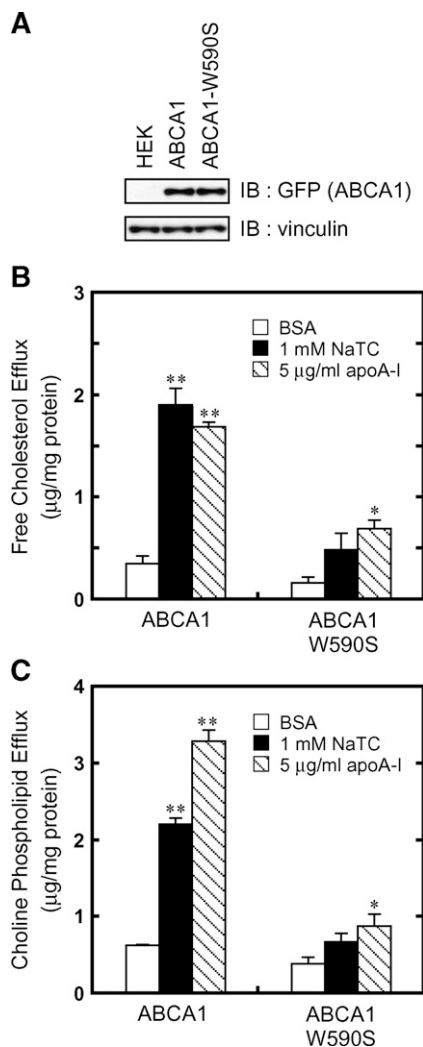 A
HEK
ABCA1
ABCA1-W590S
IB : GFP (ABCA1)
IB : vinculin
B
Free Cholesterol Efflux
(µg/mg protein)
3
2
1
0
BSA
1 mM NaTC
5 µg/ml apoA-I
**
**
*
ABCA1
ABCA1
W590S
C
Choline Phospholipid Efflux
(µg/mg protein)
4
3
2
1
0
BSA
1 mM NaTC
5 µg/ml apoA-I
**
**
*
ABCA1
ABCA1
W590S